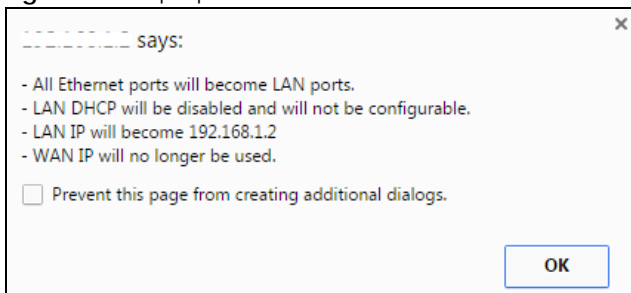 says:
- All Ethernet ports will become LAN ports.
- LAN DHCP will be disabled and will not be configurable.
- LAN IP will become 192.168.1.2
- WAN IP will no longer be used.
Prevent this page from creating additional dialogs.
OK